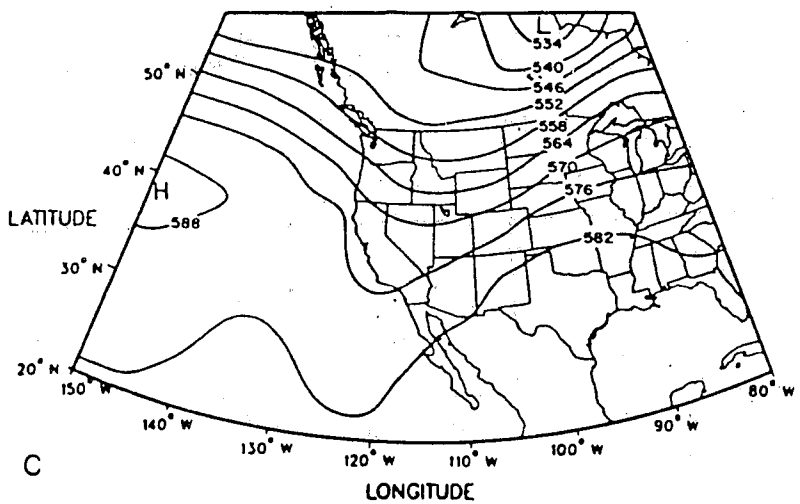 L
534
540
50° N
546
552
558
564
40° N
H
570
576
LATITUDE
588
582
30° N
20° N
150° W
80° W
140° W
90° W
130° W
100° W
120° W
110° W
C
LONGITUDE